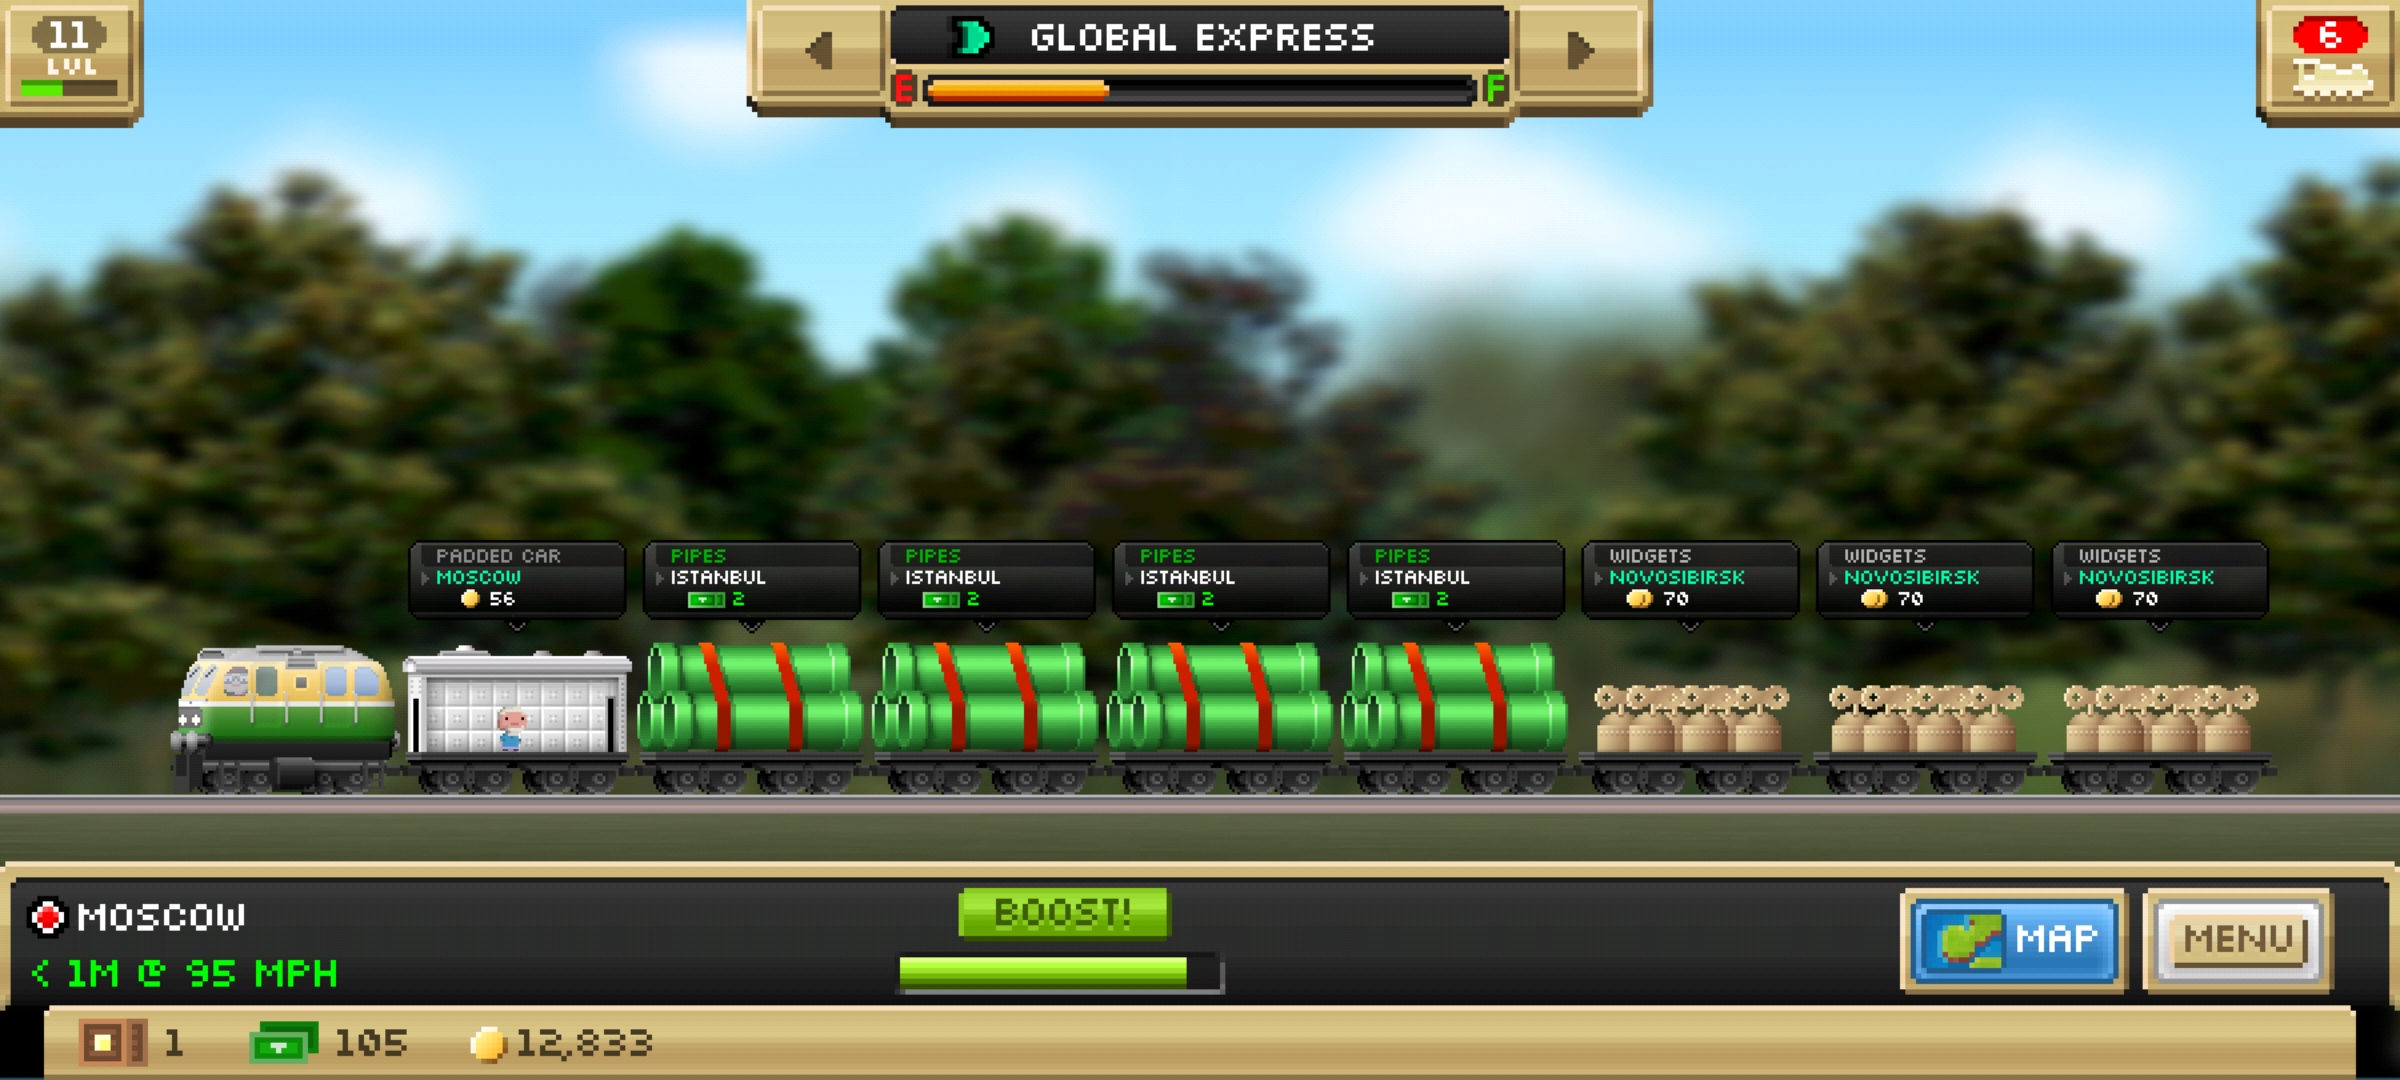 11
LVL
GLOBAL EXPRESS
E F
6
PADDED CAR
MOSCOW
56
PIPES
ISTANBUL
2
PIPES
ISTANBUL
2
PIPES
ISTANBUL
2
PIPES
ISTANBUL
2
WIDGETS
NOVOSIBIRSK
70
WIDGETS
NOVOSIBIRSK
70
WIDGETS
NOVOSIBIRSK
70
MOSCOW
< 1M @ 95 MPH
BOOST!
MAP
MENU
1
105
12,833